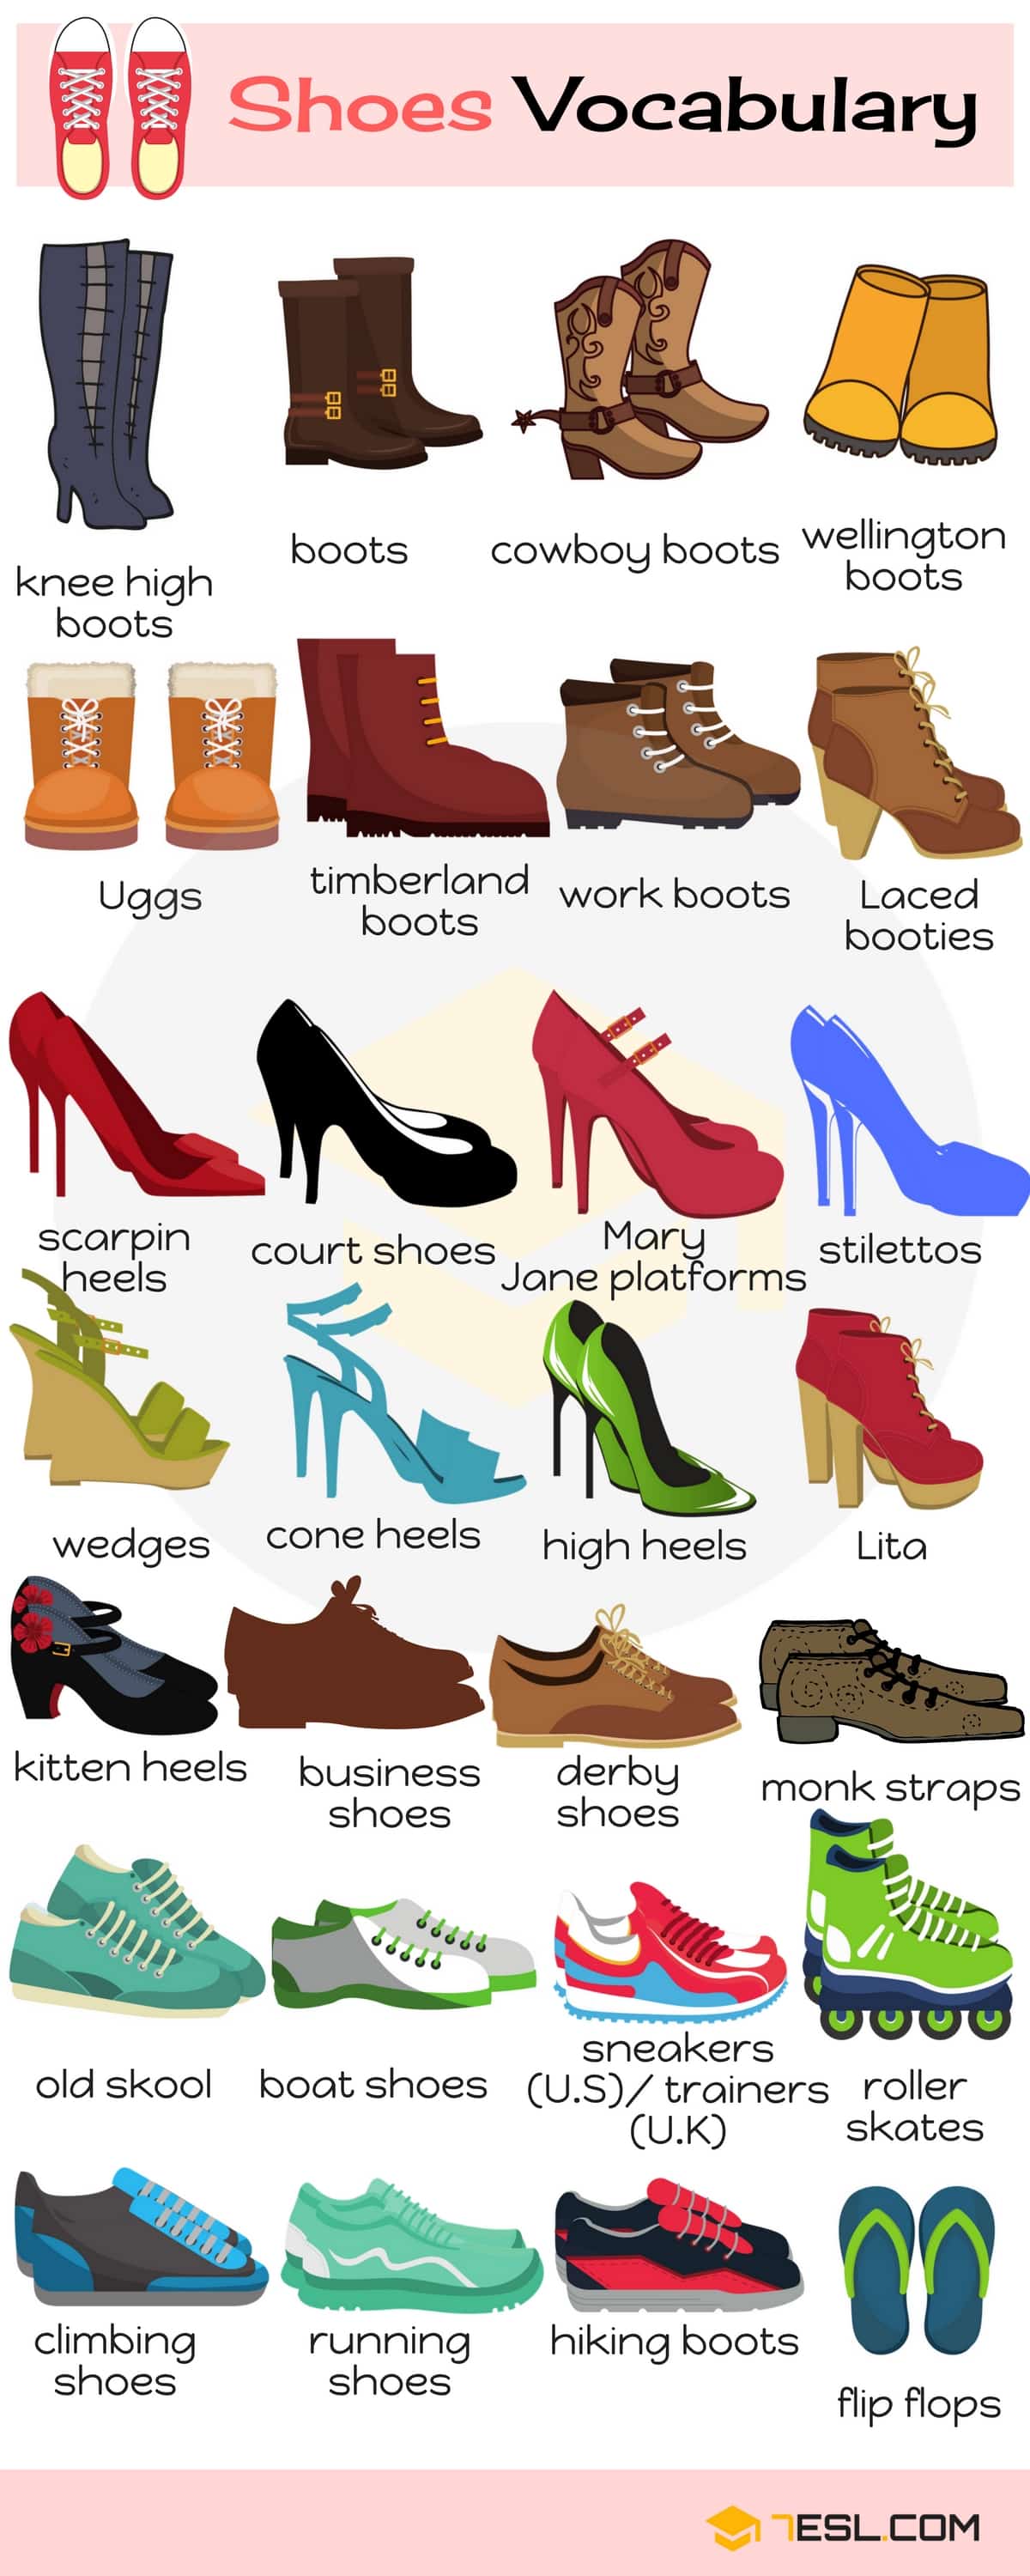 Shoes Vocabulary
knee high
boots
boots
cowboy boots
wellington
boots
Uggs
timberland
boots
work boots
Laced
booties
scarpin
heels
court shoes
Mary
Jane platforms
stilettos
wedges
cone heels
high heels
Lita
kitten heels
business
shoes
derby
shoes
monk straps
old skool
boat shoes
sneakers
(U.S)/ trainers
(U.K)
roller
skates
climbing
shoes
running
shoes
hiking boots
flip flops
7ESL.COM